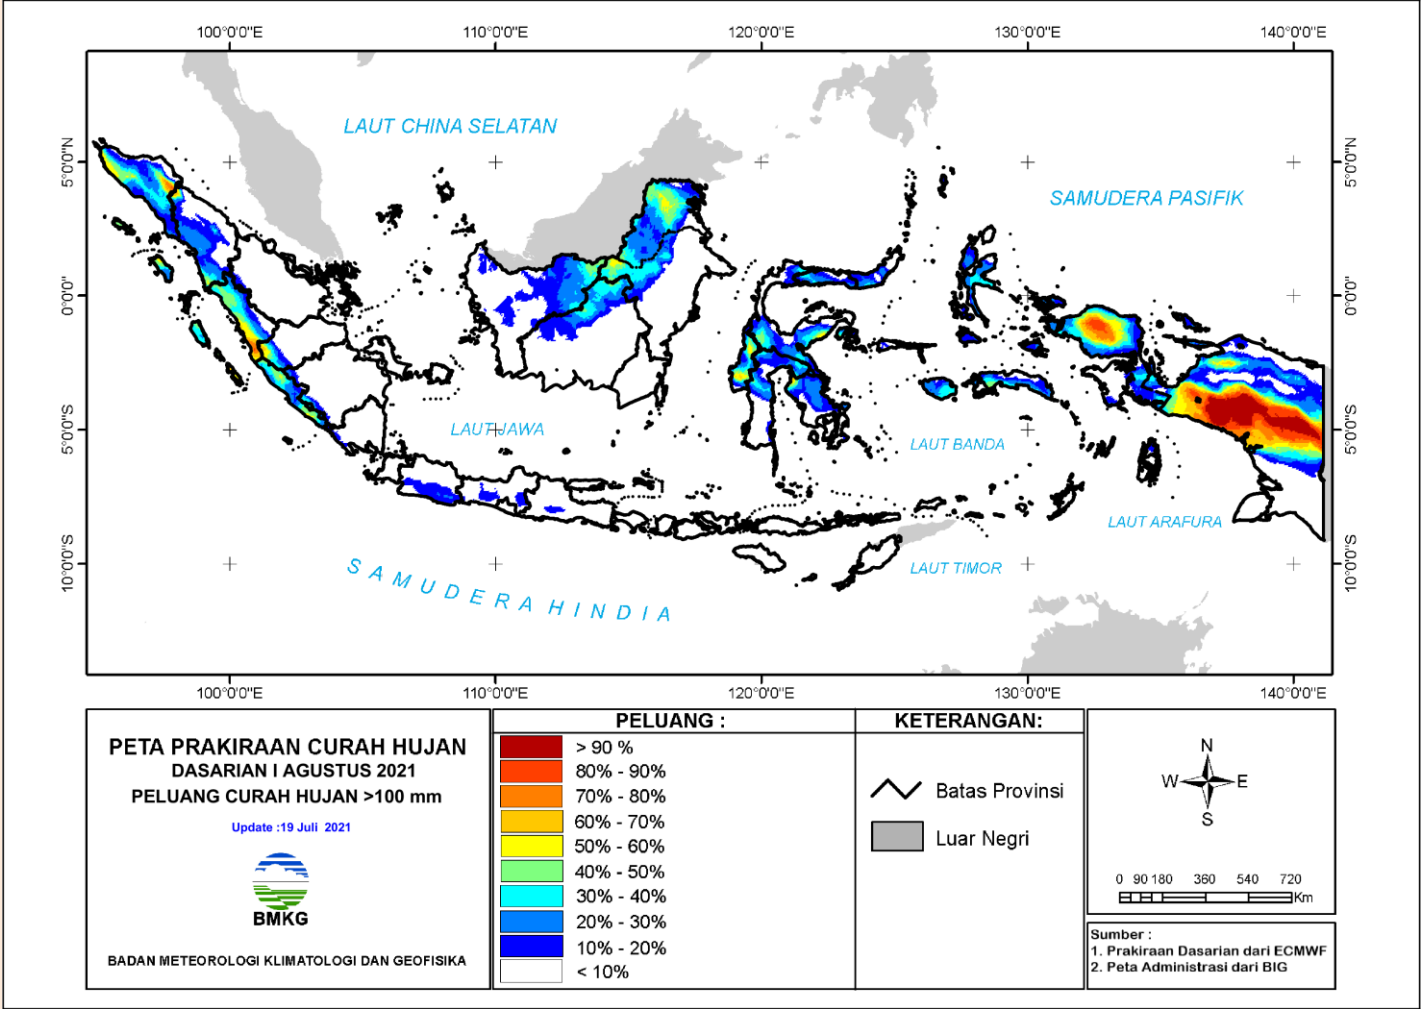 100°0'0"E 110°0'0"E 120°0'0"E 130°0'0"E 140°0'0"E
5°0'0"N 5°0'0"N
LAUT CHINA SELATAN
SAMUDERA PASIFIK
0°0'0" 0°0'0"
5°0'0"S 5°0'0"S
LAUT JAWA
LAUT BANDA
LAUT ARAFURA
10°0'0"S 10°0'0"S
LAUT TIMOR
SAMUDERA HINDIA
100°0'0"E 110°0'0"E 120°0'0"E 130°0'0"E 140°0'0"E
PETA PRAKIRAAN CURAH HUJAN
DASARIAN I AGUSTUS 2021
PELUANG CURAH HUJAN >100 mm
Update :19 Juli 2021
BMKG
BADAN METEOROLOGI KLIMATOLOGI DAN GEOFISIKA
PELUANG :
> 90 %
80% - 90%
70% - 80%
60% - 70%
50% - 60%
40% - 50%
30% - 40%
20% - 30%
10% - 20%
< 10%
KETERANGAN:
Batas Provinsi
Luar Negri
N
W E
S
0 90 180 360 540 720
Km
Sumber :
1. Prakiraan Dasarian dari ECMWF
2. Peta Administrasi dari BIG